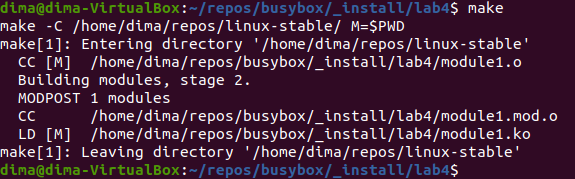 dima@dima-VirtualBox:~/repos/busybox/_install/lab4$ make
make -C /home/dima/repos/linux-stable/ M=$PWD
make[1]: Entering directory '/home/dima/repos/linux-stable'
  CC [M]  /home/dima/repos/busybox/_install/lab4/module1.o
  Building modules, stage 2.
  MODPOST 1 modules
  CC      /home/dima/repos/busybox/_install/lab4/module1.mod.o
  LD [M]  /home/dima/repos/busybox/_install/lab4/module1.ko
make[1]: Leaving directory '/home/dima/repos/linux-stable'
dima@dima-VirtualBox:~/repos/busybox/_install/lab4$